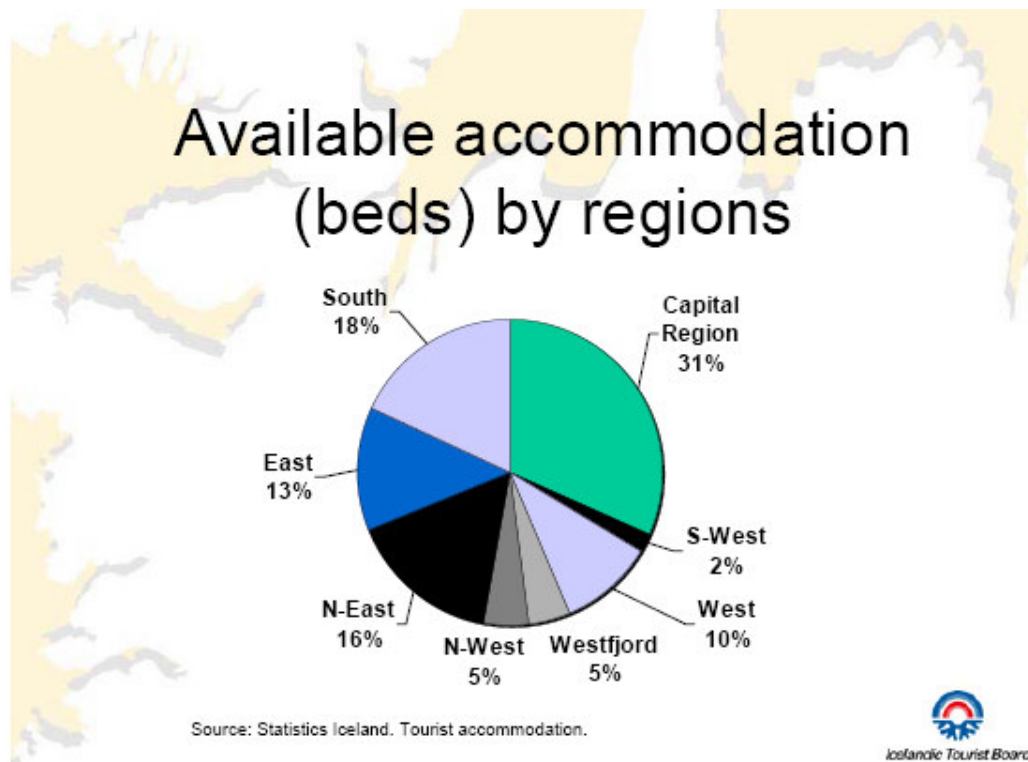 Available accommodation
(beds) by regions
South
18%
Capital
Region
31%
East
13%
S-West
2%
N-East
16%
West
10%
N-West
5%
Westfjord
5%
Source: Statistics Iceland. Tourist accommodation.
Icelandic Tourist Board